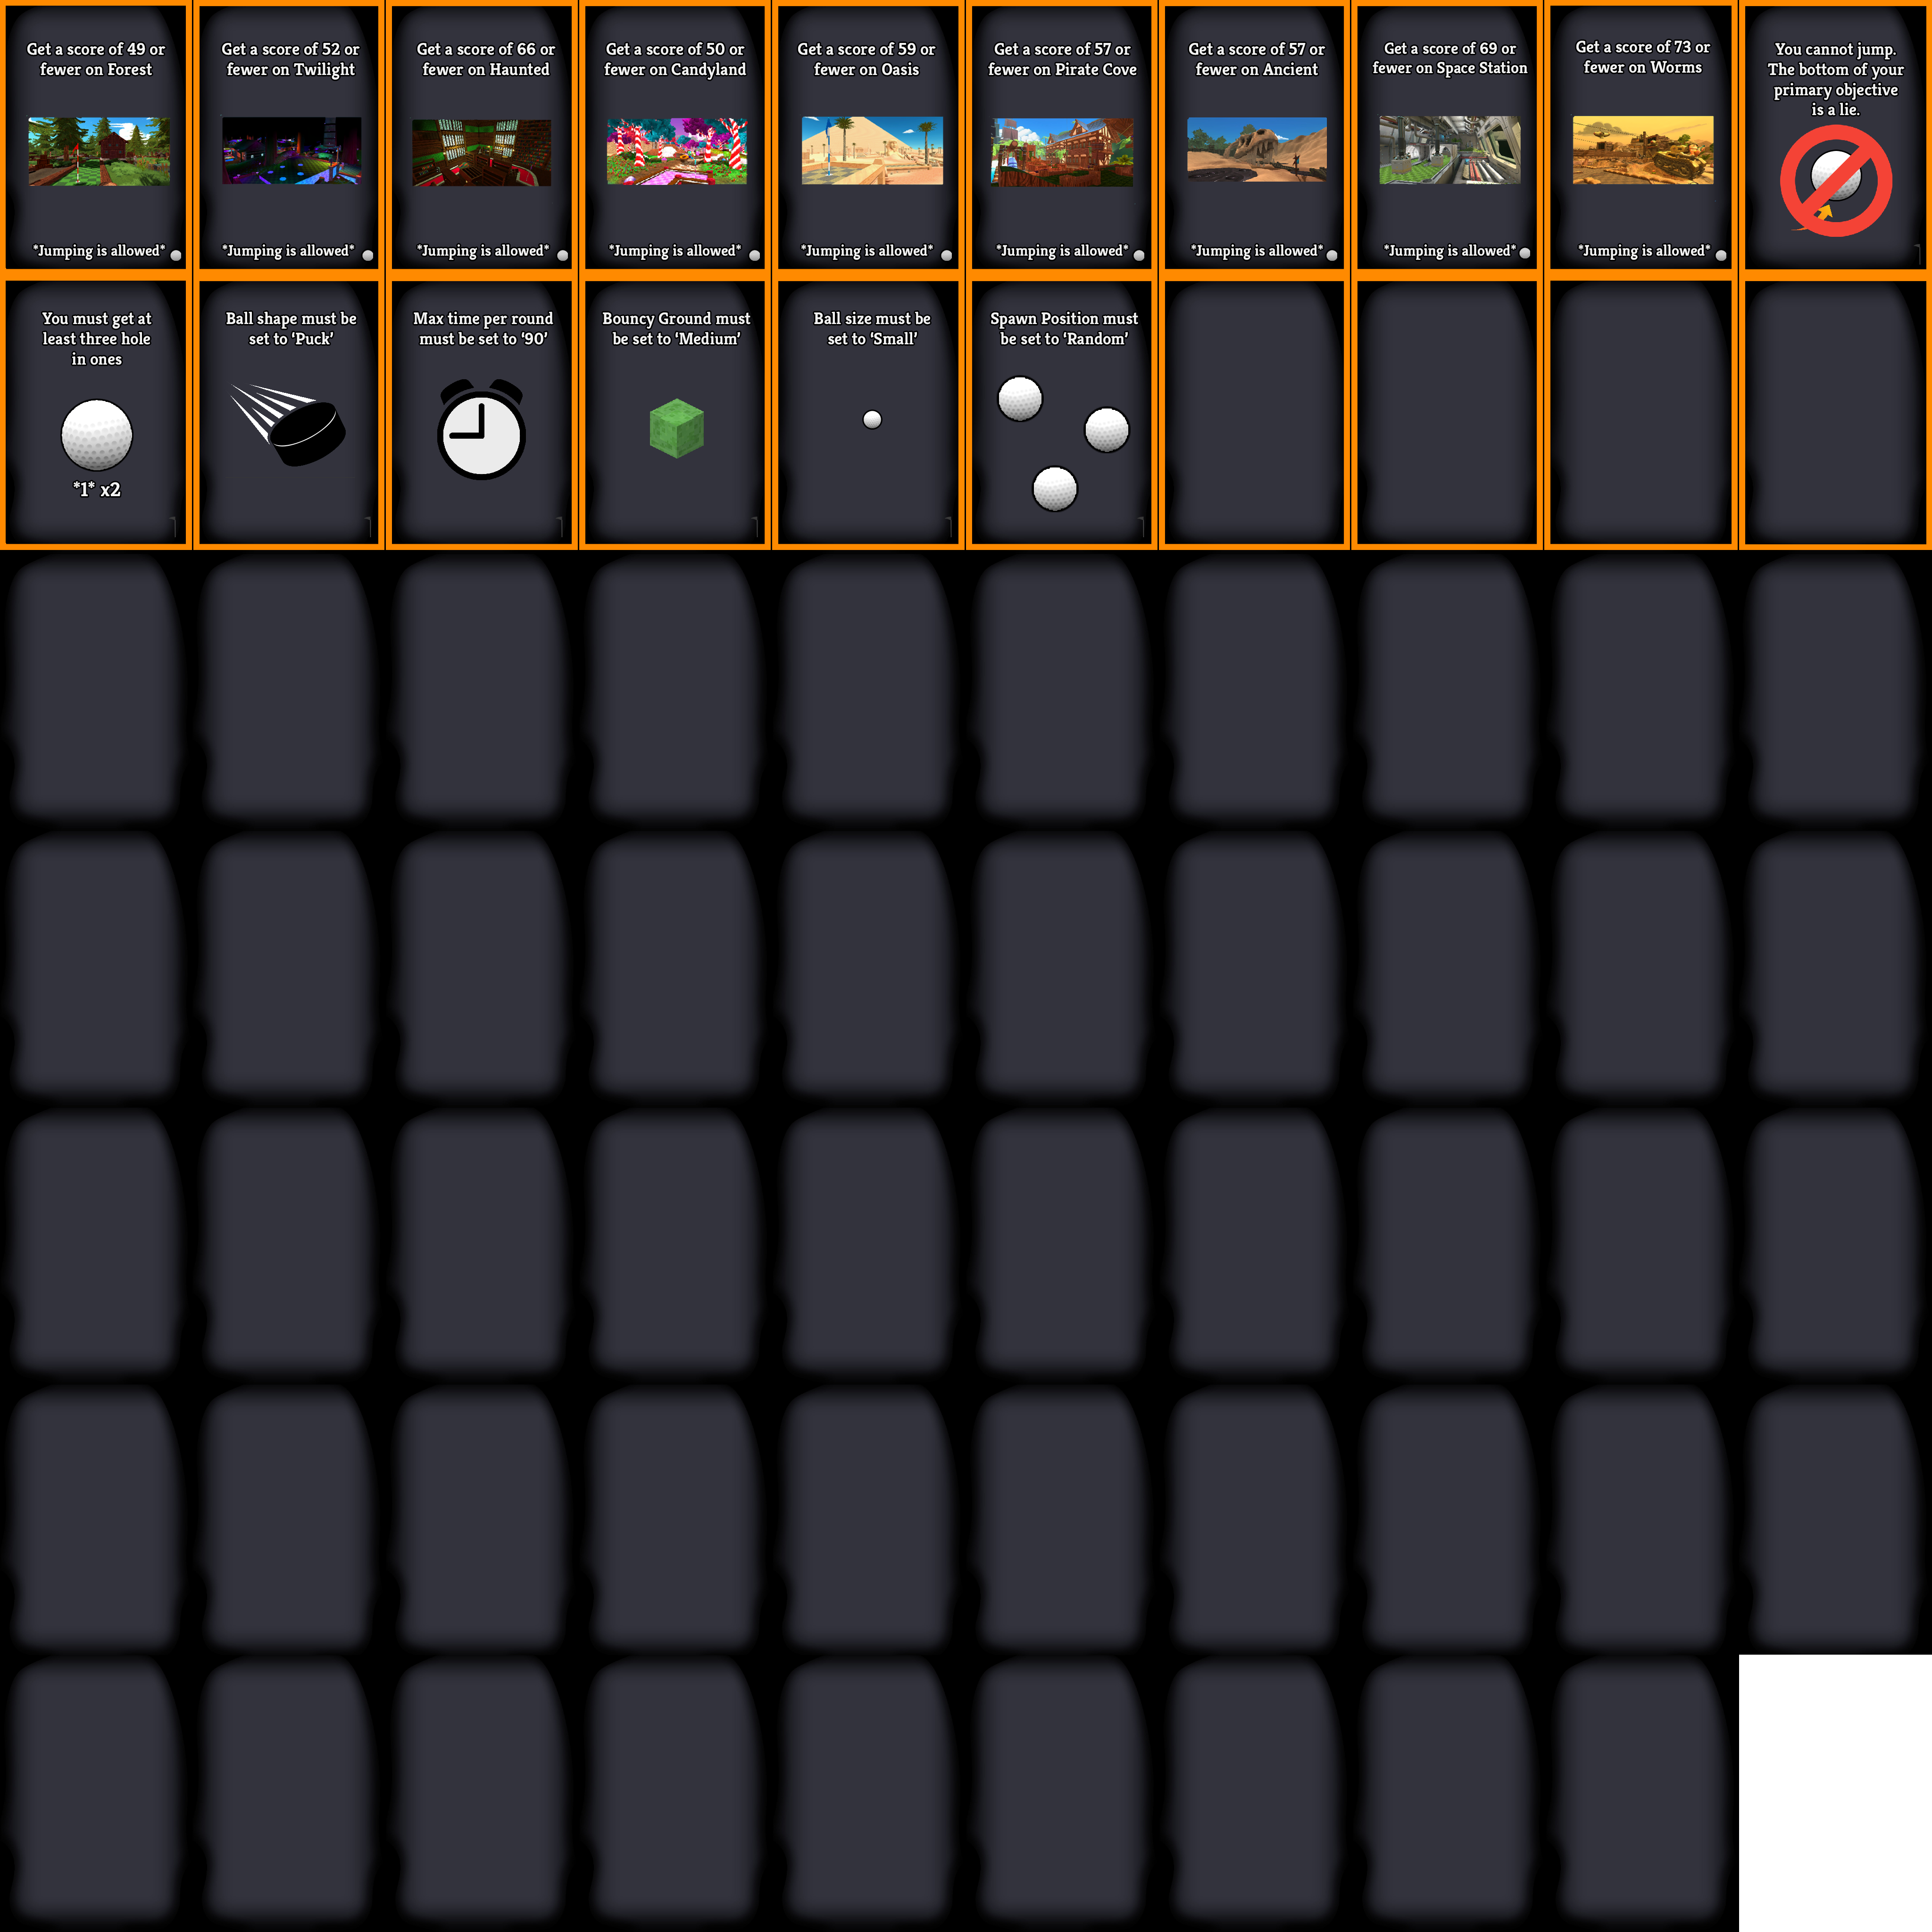 Get a score of 49 or
fewer on Forest
*Jumping is allowed*
Get a score of 52 or
fewer on Twilight
*Jumping is allowed*
Get a score of 66 or
fewer on Haunted
*Jumping is allowed*
Get a score of 50 or
fewer on Candyland
*Jumping is allowed*
Get a score of 59 or
fewer on Oasis
*Jumping is allowed*
Get a score of 57 or
fewer on Pirate Cove
*Jumping is allowed*
Get a score of 57 or
fewer on Ancient
*Jumping is allowed*
Get a score of 69 or
fewer on Space Station
*Jumping is allowed*
Get a score of 73 or
fewer on Worms
*Jumping is allowed*
You cannot jump.
The bottom of your
primary objective
is a lie.
You must get at
least three hole
in ones
*1* x2
Ball shape must be
set to ‘Puck’
Max time per round
must be set to ‘90’
Bouncy Ground must
be set to ‘Medium’
Ball size must be
set to ‘Small’
Spawn Position must
be set to ‘Random’